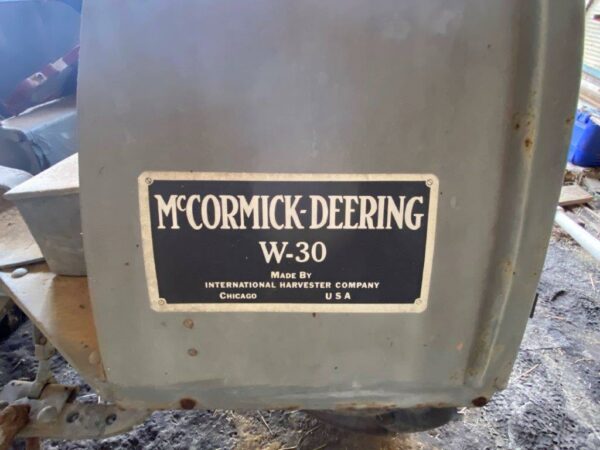 McCORMICK-DEERING
W-30
MADE BY
INTERNATIONAL HARVESTER COMPANY
CHICAGO USA